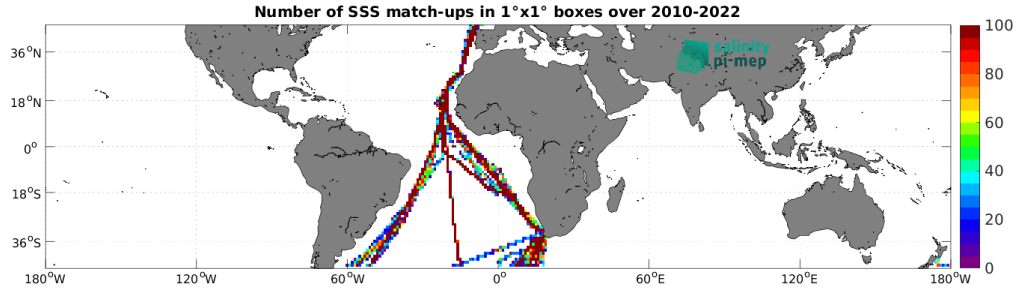 Number of SSS match-ups in 1°x1° boxes over 2010-2022
salinity
pi-mep
36°N
18°N
0°
18°S
36°S
180°W 120°W 60°W 0° 60°E 120°E 180°W
100
80
60
40
20
0